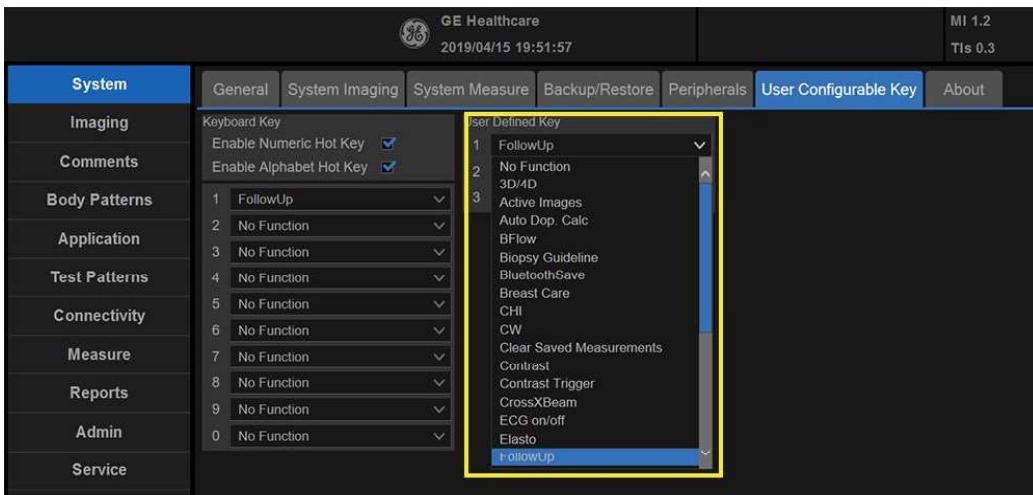 GE Healthcare
2019/04/15 19:51:57
MI 1.2
TIs 0.3
System
Imaging
Comments
Body Patterns
Application
Test Patterns
Connectivity
Measure
Reports
Admin
Service
General System Imaging System Measure Backup/Restore Peripherals User Configurable Key About
Keyboard Key
Enable Numeric Hot Key
Enable Alphabet Hot Key
1 FollowUp
2 No Function
3 No Function
4 No Function
5 No Function
6 No Function
7 No Function
8 No Function
9 No Function
0 No Function
User Defined Key
1 FollowUp
2
3
No Function
3D/4D
Active Images
Auto Dop. Calc
BFlow
Biopsy Guideline
BluetoothSave
Breast Care
CHI
CW
Clear Saved Measurements
Contrast
Contrast Trigger
CrossXBeam
ECG on/off
Elasto
FollowUp